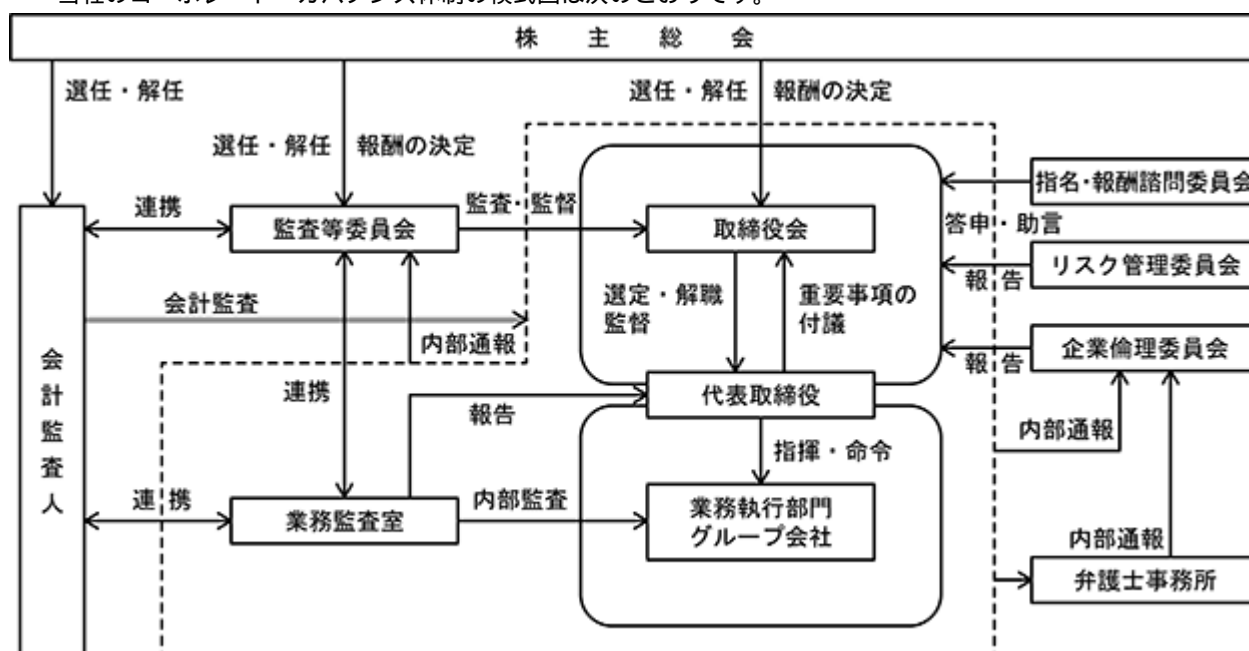 当社のコーポレート・ガバナンス体制の模式図は次のとおりです。
株 主 総 会
選任・解任
選任・解任 報酬の決定
選任・解任 報酬の決定
指名・報酬諮問委員会
連携
監査等委員会
監査・監督
取締役会
答申・助言
リスク管理委員会
報告
会計監査
選定・解職
監督
重要事項の
付議
内部通報
企業倫理委員会
報告
会計監査人
連携
報告
代表取締役
内部通報
指揮・命令
連携
業務監査室
内部監査
業務執行部門
グループ会社
内部通報
弁護士事務所